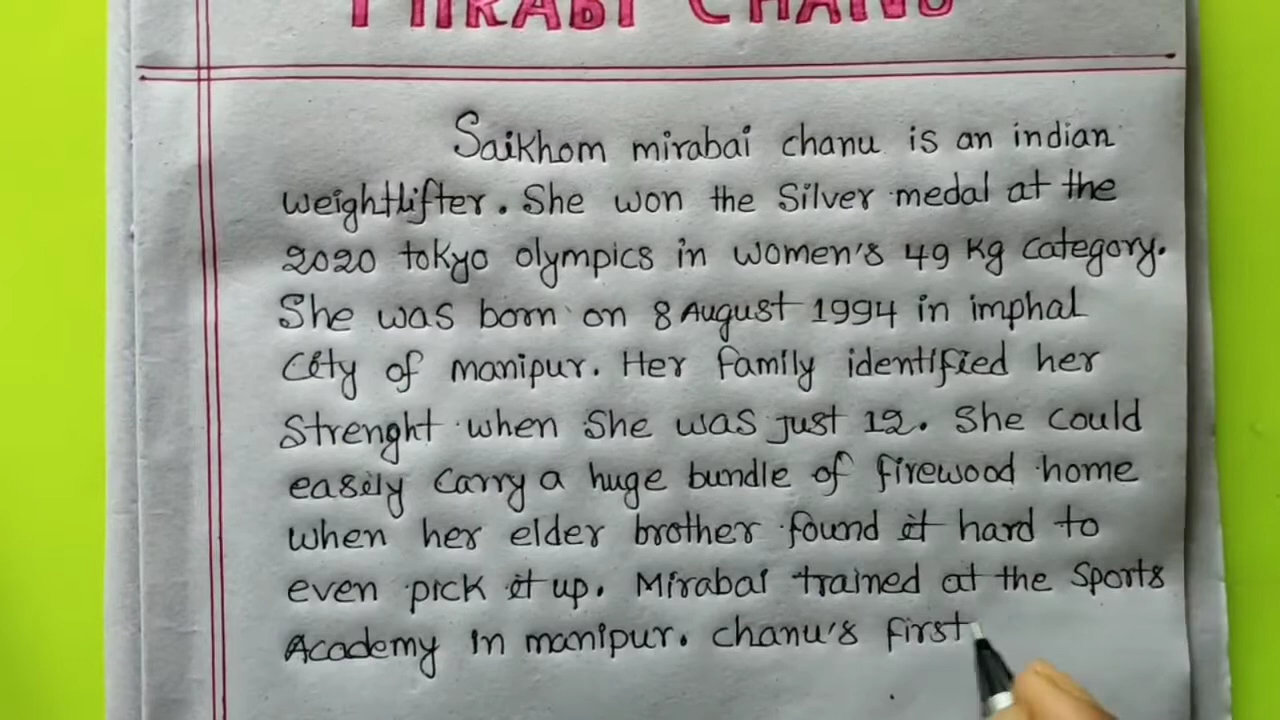 MIRABI CHANU
Saikhom mirabai chanu is an indian
weightlifter. She won the Silver medal at the
2020 tokyo olympics in women's 49 Kg category.
She was born on 8 August 1994 in imphal
City of manipur. Her family identified her
Strenght when She was just 12. She could
easily carry a huge bundle of firewood home
when her elder brother found it hard to
even pick it up. Mirabai trained at the Sports
Academy in manipur. Chanu's first